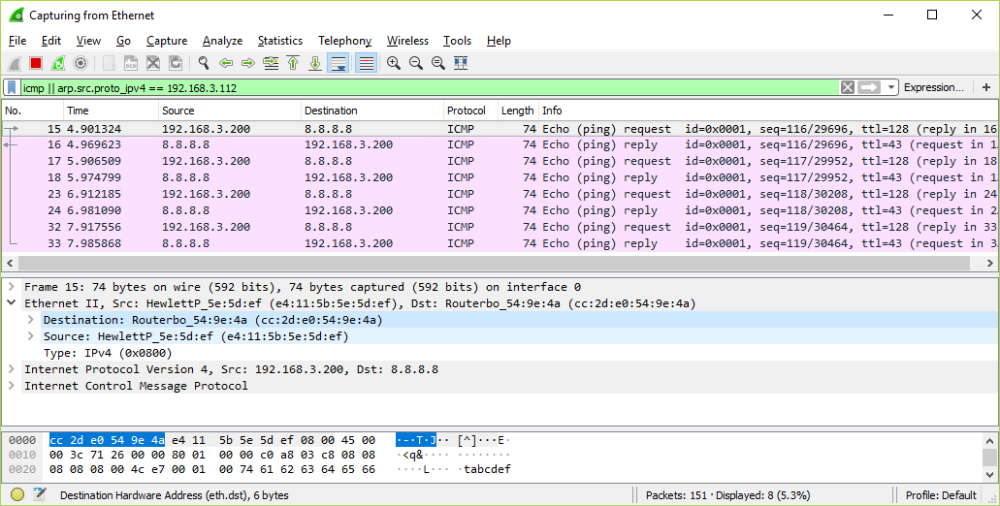 Capturing from Ethernet
File Edit View Go Capture Analyze Statistics Telephony Wireless Tools Help
icmp || arp.src.proto_ipv4 == 192.168.3.112 Expression… +
No. Time Source Destination Protocol Length Info
15 4.901324 192.168.3.200 8.8.8.8 ICMP 74 Echo (ping) request id=0x0001, seq=116/29696, ttl=128 (reply in 16
16 4.969623 8.8.8.8 192.168.3.200 ICMP 74 Echo (ping) reply id=0x0001, seq=116/29696, ttl=43 (request in 1
17 5.906509 192.168.3.200 8.8.8.8 ICMP 74 Echo (ping) request id=0x0001, seq=117/29952, ttl=128 (reply in 18
18 5.974799 8.8.8.8 192.168.3.200 ICMP 74 Echo (ping) reply id=0x0001, seq=117/29952, ttl=43 (request in 1
23 6.912185 192.168.3.200 8.8.8.8 ICMP 74 Echo (ping) request id=0x0001, seq=118/30208, ttl=128 (reply in 24
24 6.981090 8.8.8.8 192.168.3.200 ICMP 74 Echo (ping) reply id=0x0001, seq=118/30208, ttl=43 (request in 2
32 7.917556 192.168.3.200 8.8.8.8 ICMP 74 Echo (ping) request id=0x0001, seq=119/30464, ttl=128 (reply in 33
33 7.985868 8.8.8.8 192.168.3.200 ICMP 74 Echo (ping) reply id=0x0001, seq=119/30464, ttl=43 (request in 3
Frame 15: 74 bytes on wire (592 bits), 74 bytes captured (592 bits) on interface 0
Ethernet II, Src: HewlettP_5e:5d:ef (e4:11:5b:5e:5d:ef), Dst: Routerbo_54:9e:4a (cc:2d:e0:54:9e:4a)
Destination: Routerbo_54:9e:4a (cc:2d:e0:54:9e:4a)
Source: HewlettP_5e:5d:ef (e4:11:5b:5e:5d:ef)
Type: IPv4 (0x0800)
Internet Protocol Version 4, Src: 192.168.3.200, Dst: 8.8.8.8
Internet Control Message Protocol
0000 cc 2d e0 54 9e 4a e4 11 5b 5e 5d ef 08 00 45 00 ·-·T·J·· [^]···E·
0010 00 3c 71 26 00 00 80 01 00 00 c0 a8 03 c8 08 08 ·<q&···· ········
0020 08 08 08 00 4c e7 00 01 00 74 61 62 63 64 65 66 ····L··· ·tabcdef
Destination Hardware Address (eth.dst), 6 bytes Packets: 151 · Displayed: 8 (5.3%) Profile: Default